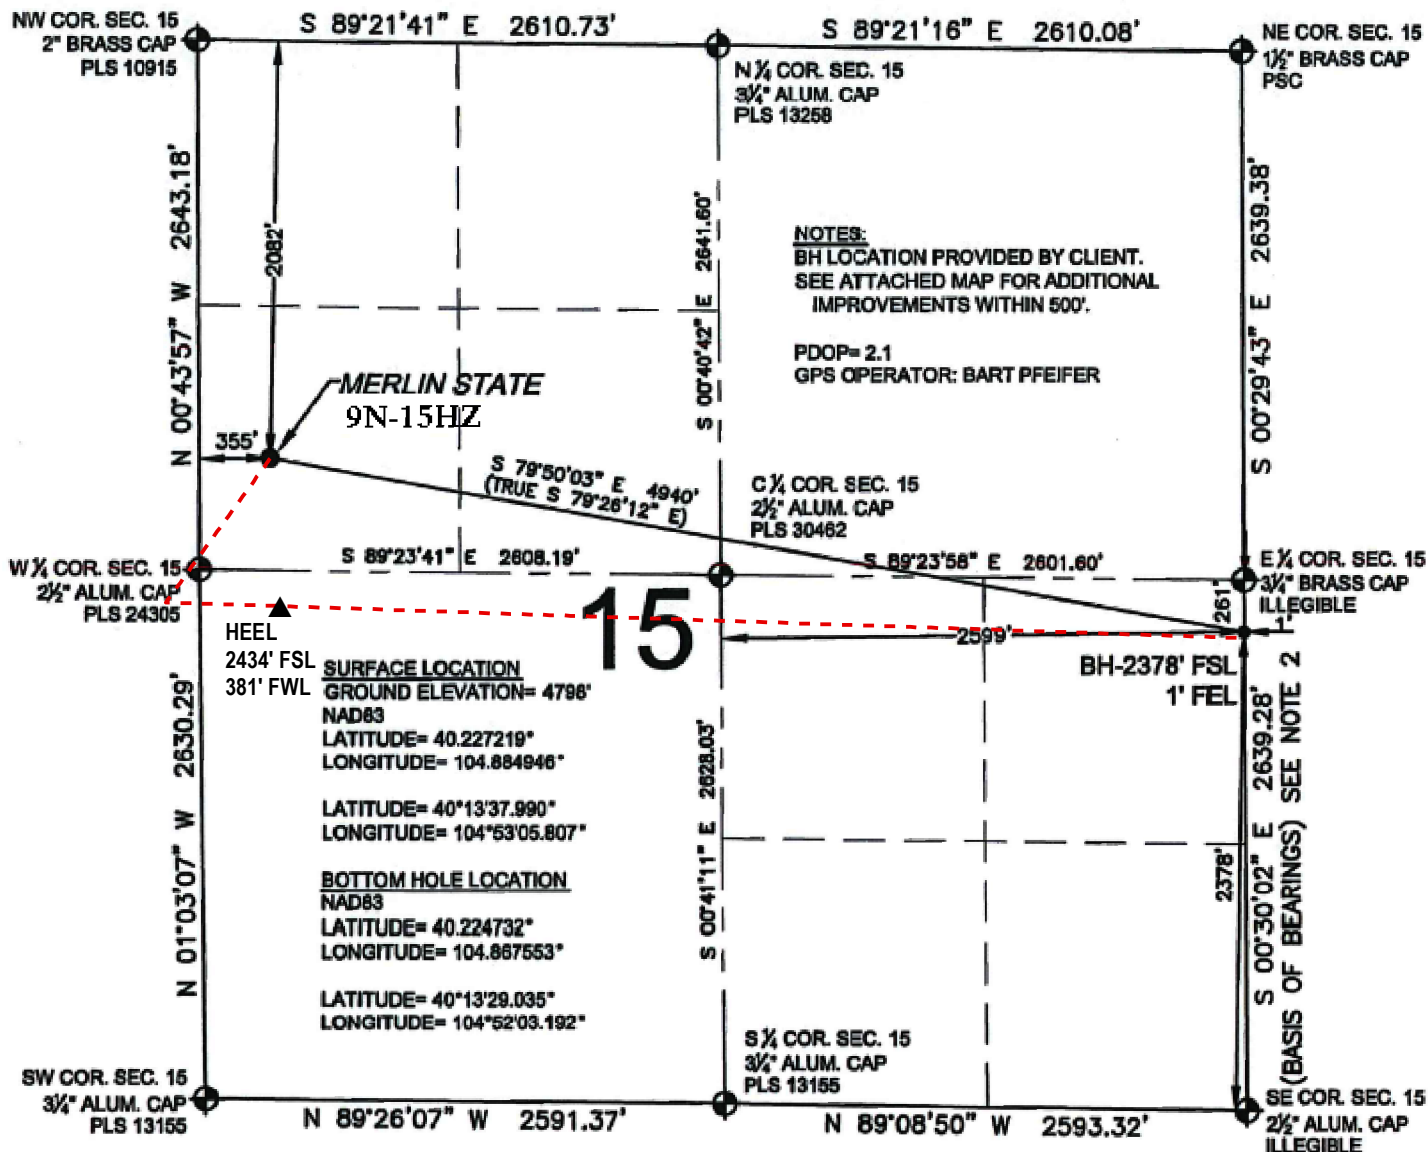 NW COR. SEC. 15
2" BRASS CAP
PLS 10915
S 89°21'41" E 2610.73'
S 89°21'16" E 2610.08'
NE COR. SEC. 15
1½" BRASS CAP
PSC
N ¼ COR. SEC. 15
3¼" ALUM. CAP
PLS 13258
N 00°43'57" W 2643.18'
2082'
S 00°40'42" E 2641.60'
S 00°29'43" E 2639.38'
NOTES:
BH LOCATION PROVIDED BY CLIENT.
SEE ATTACHED MAP FOR ADDITIONAL
IMPROVEMENTS WITHIN 500'.
PDOP= 2.1
GPS OPERATOR: BART PFEIFER
MERLIN STATE
9N-15HZ
355'
S 79°50'03" E 4940'
(TRUE S 79°26'12" E)
C ¼ COR. SEC. 15
2½" ALUM. CAP
PLS 30462
W ¼ COR. SEC. 15
2½" ALUM. CAP
PLS 24305
S 89°23'41" E 2608.19'
S 89°23'58" E 2601.60'
E ¼ COR. SEC. 15
3¼" BRASS CAP
ILLEGIBLE
261'
1'
15
2599'
HEEL
2434' FSL
381' FWL
BH-2378' FSL
1' FEL
SURFACE LOCATION
GROUND ELEVATION= 4798'
NAD83
LATITUDE= 40.227219°
LONGITUDE= 104.884946°
LATITUDE= 40°13'37.990"
LONGITUDE= 104°53'05.807"
BOTTOM HOLE LOCATION
NAD83
LATITUDE= 40.224732°
LONGITUDE= 104.867553°
LATITUDE= 40°13'29.035"
LONGITUDE= 104°52'03.192"
N 01°03'07" W 2630.29'
S 00°41'11" E 2628.03'
2378'
S 00°30'02" E 2639.28'
(BASIS OF BEARINGS) SEE NOTE 2
S ¼ COR. SEC. 15
3¼" ALUM. CAP
PLS 13155
SW COR. SEC. 15
3¼" ALUM. CAP
PLS 13155
N 89°26'07" W 2591.37'
N 89°08'50" W 2593.32'
SE COR. SEC. 15
2½" ALUM. CAP
ILLEGIBLE